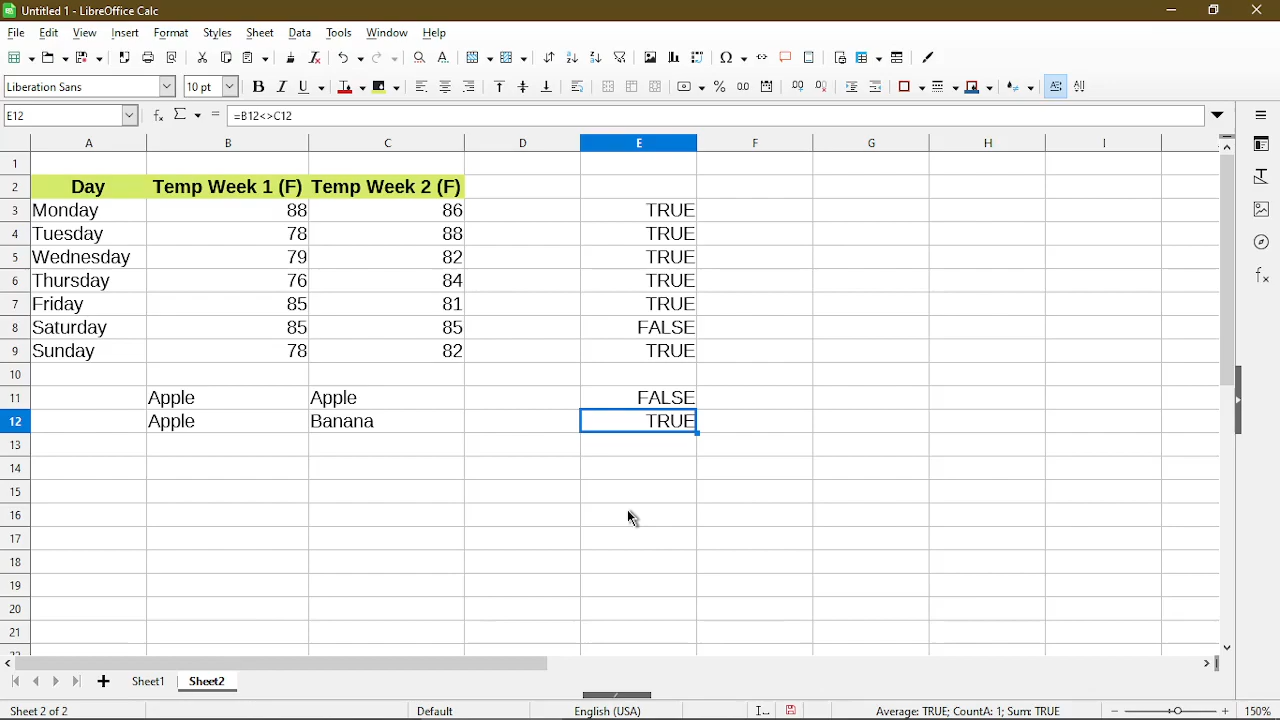 Untitled 1 - LibreOffice Calc
File Edit View Insert Format Styles Sheet Data Tools Window Help
Liberation Sans 10 pt B I U
E12 fx Σ = =B12<>C12
A B C D E F G H I
1
2 Day Temp Week 1 (F) Temp Week 2 (F)
3 Monday 88 86 TRUE
4 Tuesday 78 88 TRUE
5 Wednesday 79 82 TRUE
6 Thursday 76 84 TRUE
7 Friday 85 81 TRUE
8 Saturday 85 85 FALSE
9 Sunday 78 82 TRUE
10
11 Apple Apple FALSE
12 Apple Banana TRUE
13
14
15
16
17
18
19
20
21
Sheet1 Sheet2
Sheet 2 of 2 Default English (USA) Average: TRUE; CountA: 1; Sum: TRUE 150%